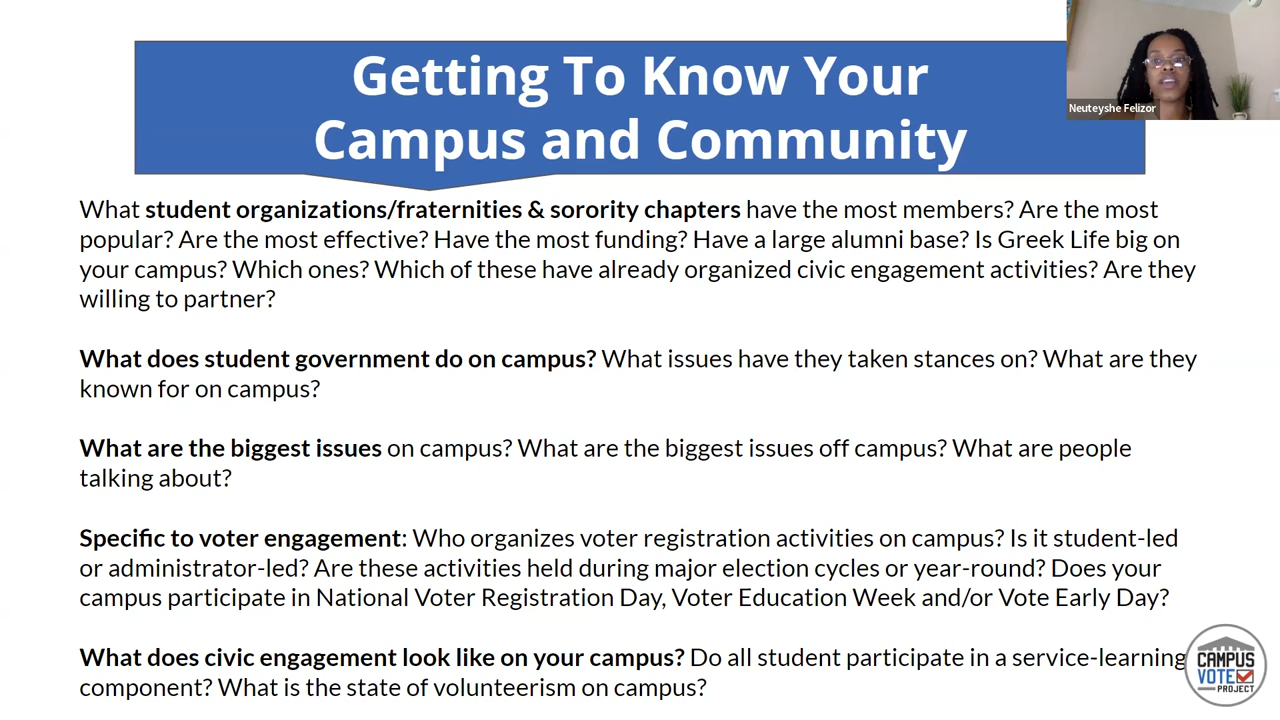 Getting To Know Your
Campus and Community
Neuteyshe Felizor
What student organizations/fraternities & sorority chapters have the most members? Are the most
popular? Are the most effective? Have the most funding? Have a large alumni base? Is Greek Life big on
your campus? Which ones? Which of these have already organized civic engagement activities? Are they
willing to partner?
What does student government do on campus? What issues have they taken stances on? What are they
known for on campus?
What are the biggest issues on campus? What are the biggest issues off campus? What are people
talking about?
Specific to voter engagement: Who organizes voter registration activities on campus? Is it student-led
or administrator-led? Are these activities held during major election cycles or year-round? Does your
campus participate in National Voter Registration Day, Voter Education Week and/or Vote Early Day?
What does civic engagement look like on your campus? Do all student participate in a service-learning
component? What is the state of volunteerism on campus?
CAMPUS
VOTE
PROJECT